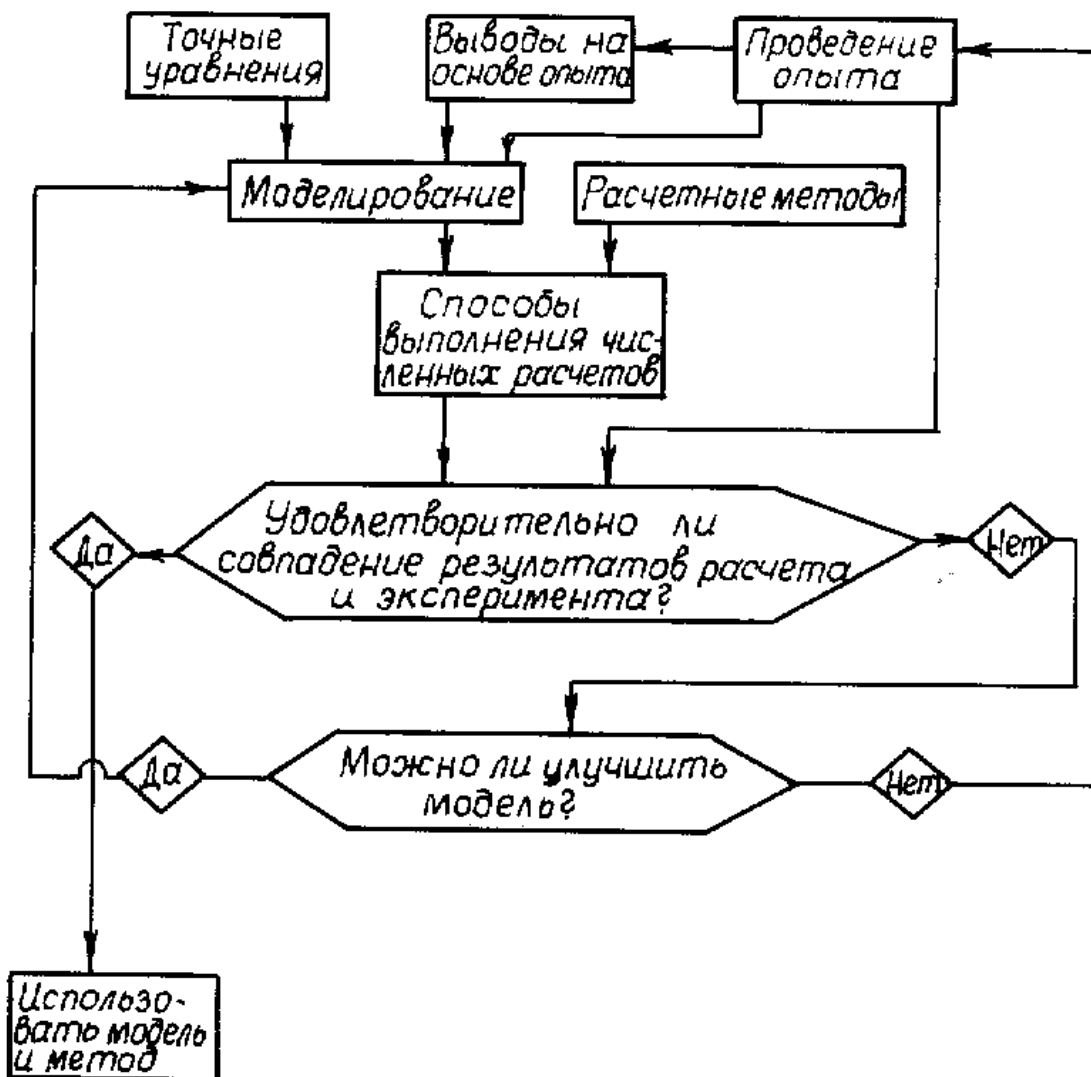 Точные
уравнения
Выводы на
основе опыта
Проведение
опыта
Моделирование
Расчетные методы
Способы
выполнения чис-
ленных расчетов
Удовлетворительно ли
совпадение результатов расчета
и эксперимента?
Да
Нет
Можно ли улучшить
модель?
Да
Нет
Использо-
вать модель
и метод